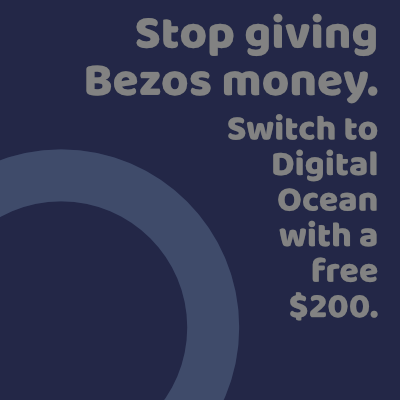 Stop giving
Bezos money.
Switch to
Digital
Ocean
with a
free
$200.